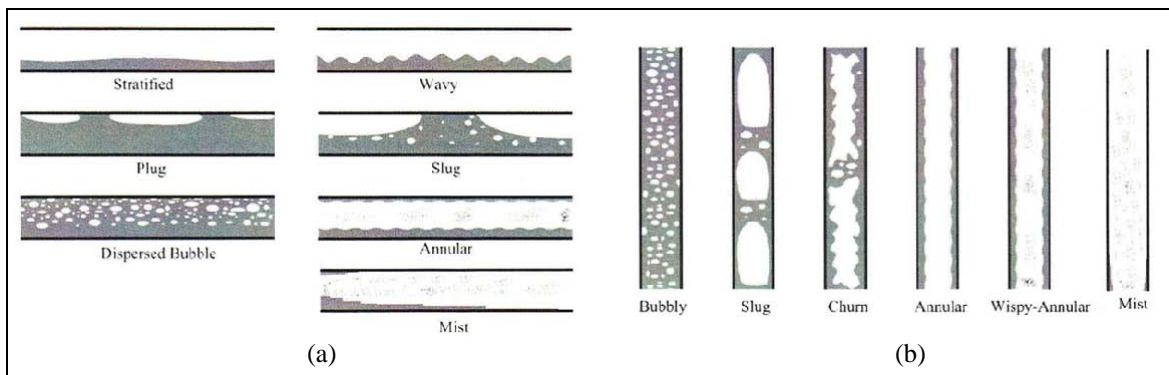 Stratified
Wavy
Plug
Slug
Dispersed Bubble
Annular
Mist
(a)
Bubbly Slug Churn Annular Wispy-Annular Mist
(b)